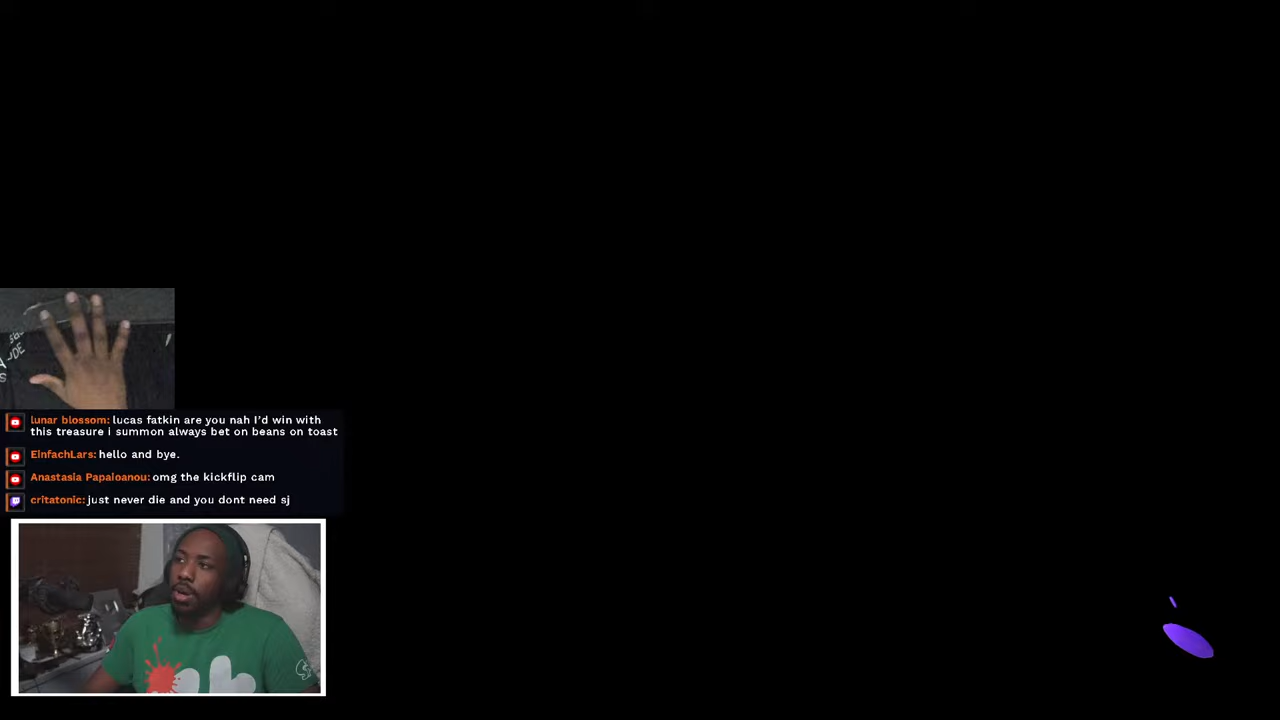 lunar blossom: lucas fatkin are you nah I'd win with
this treasure i summon always bet on beans on toast
EinfachLars: hello and bye.
Anastasia Papaioanou: omg the kickflip cam
critatonic: just never die and you dont need sj